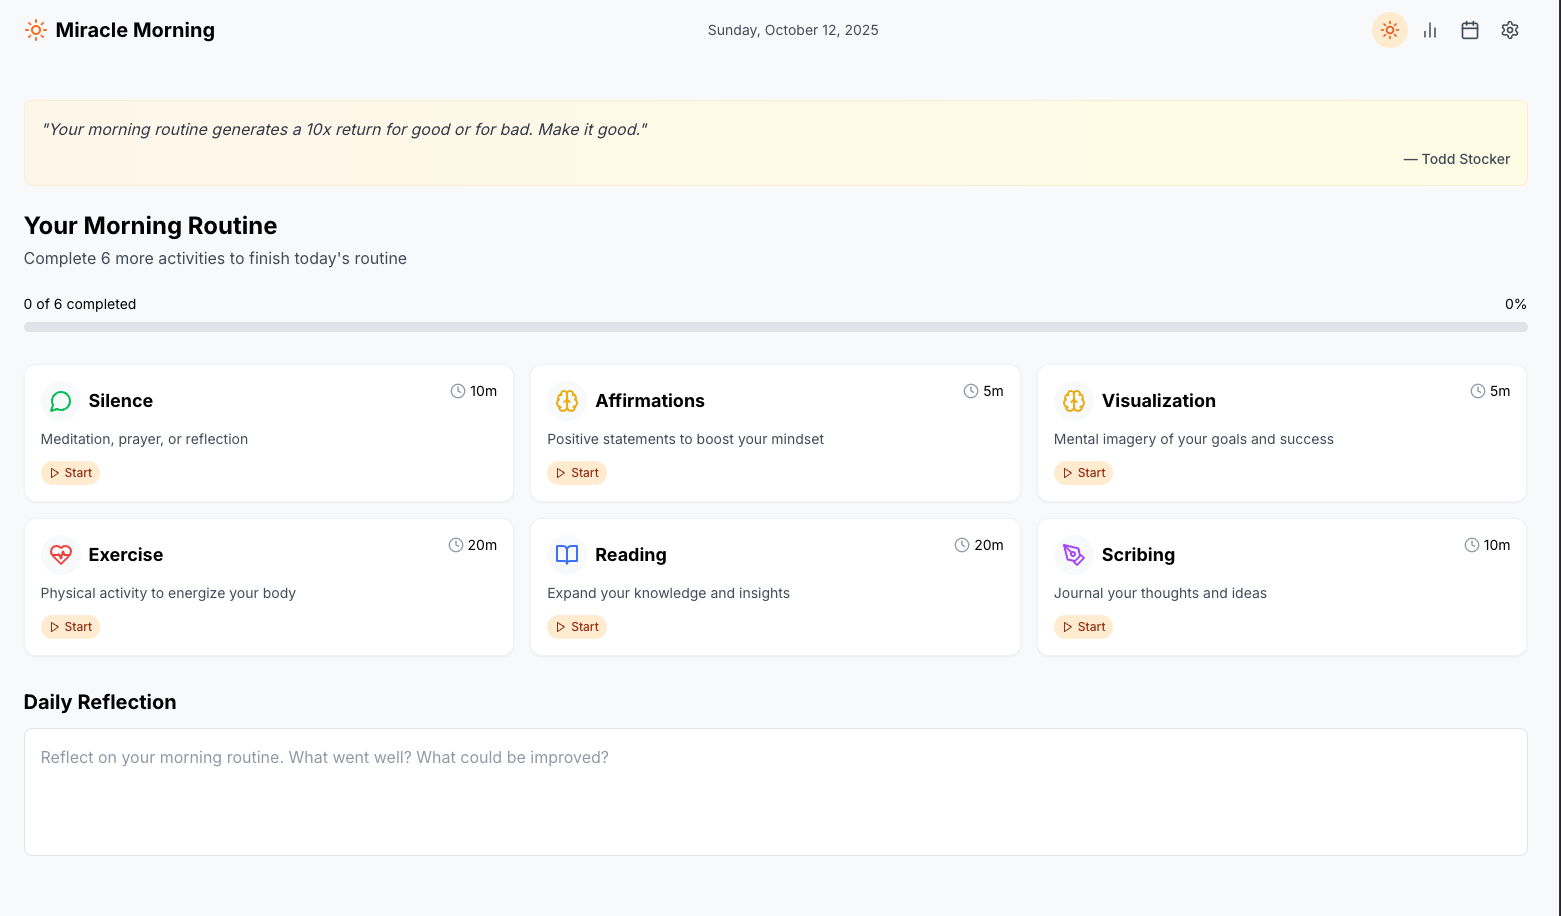 Miracle Morning
Sunday, October 12, 2025
"Your morning routine generates a 10x return for good or for bad. Make it good."
— Todd Stocker
Your Morning Routine
Complete 6 more activities to finish today's routine
0 of 6 completed
0%
Silence
10m
Meditation, prayer, or reflection
Start
Affirmations
5m
Positive statements to boost your mindset
Start
Visualization
5m
Mental imagery of your goals and success
Start
Exercise
20m
Physical activity to energize your body
Start
Reading
20m
Expand your knowledge and insights
Start
Scribing
10m
Journal your thoughts and ideas
Start
Daily Reflection
Reflect on your morning routine. What went well? What could be improved?